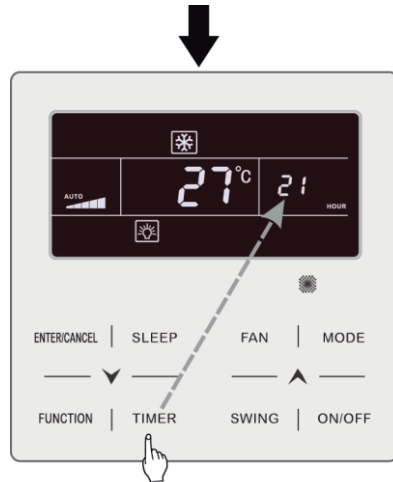 27°C
AUTO
21
HOUR
ENTER/CANCEL SLEEP FAN MODE
FUNCTION TIMER SWING ON/OFF